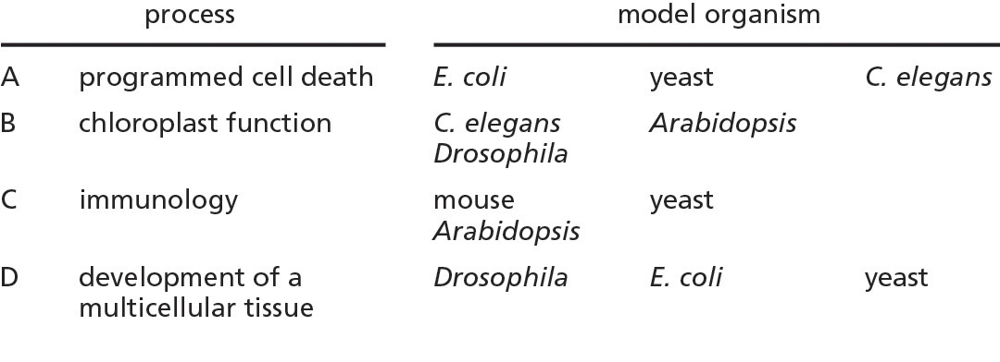 process model organism
A programmed cell death E. coli yeast C. elegans
B chloroplast function C. elegans Arabidopsis
Drosophila
C immunology mouse yeast
Arabidopsis
D development of a Drosophila E. coli yeast
multicellular tissue